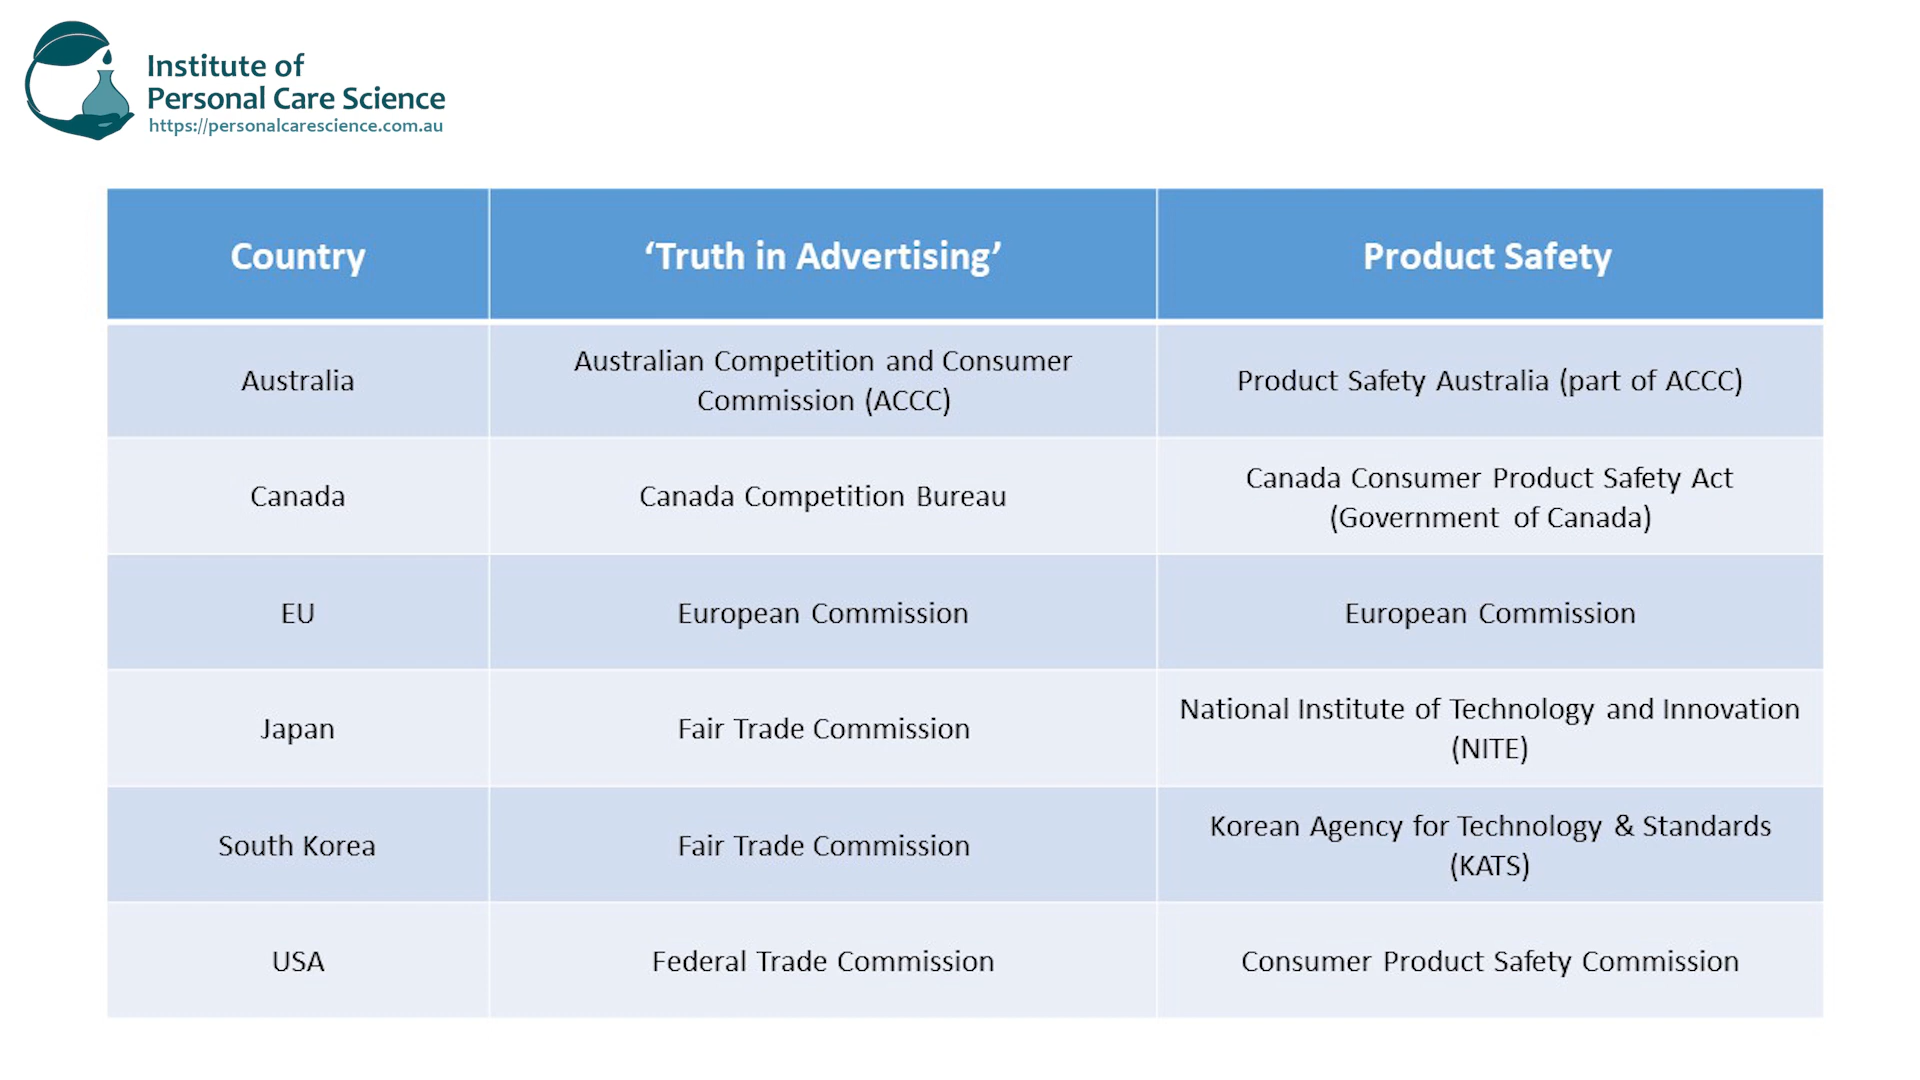 Institute of
Personal Care Science
https://personalcarescience.com.au
Country
‘Truth in Advertising’
Product Safety
Australia
Australian Competition and Consumer
Commission (ACCC)
Product Safety Australia (part of ACCC)
Canada
Canada Competition Bureau
Canada Consumer Product Safety Act
(Government of Canada)
EU
European Commission
European Commission
Japan
Fair Trade Commission
National Institute of Technology and Innovation
(NITE)
South Korea
Fair Trade Commission
Korean Agency for Technology & Standards
(KATS)
USA
Federal Trade Commission
Consumer Product Safety Commission